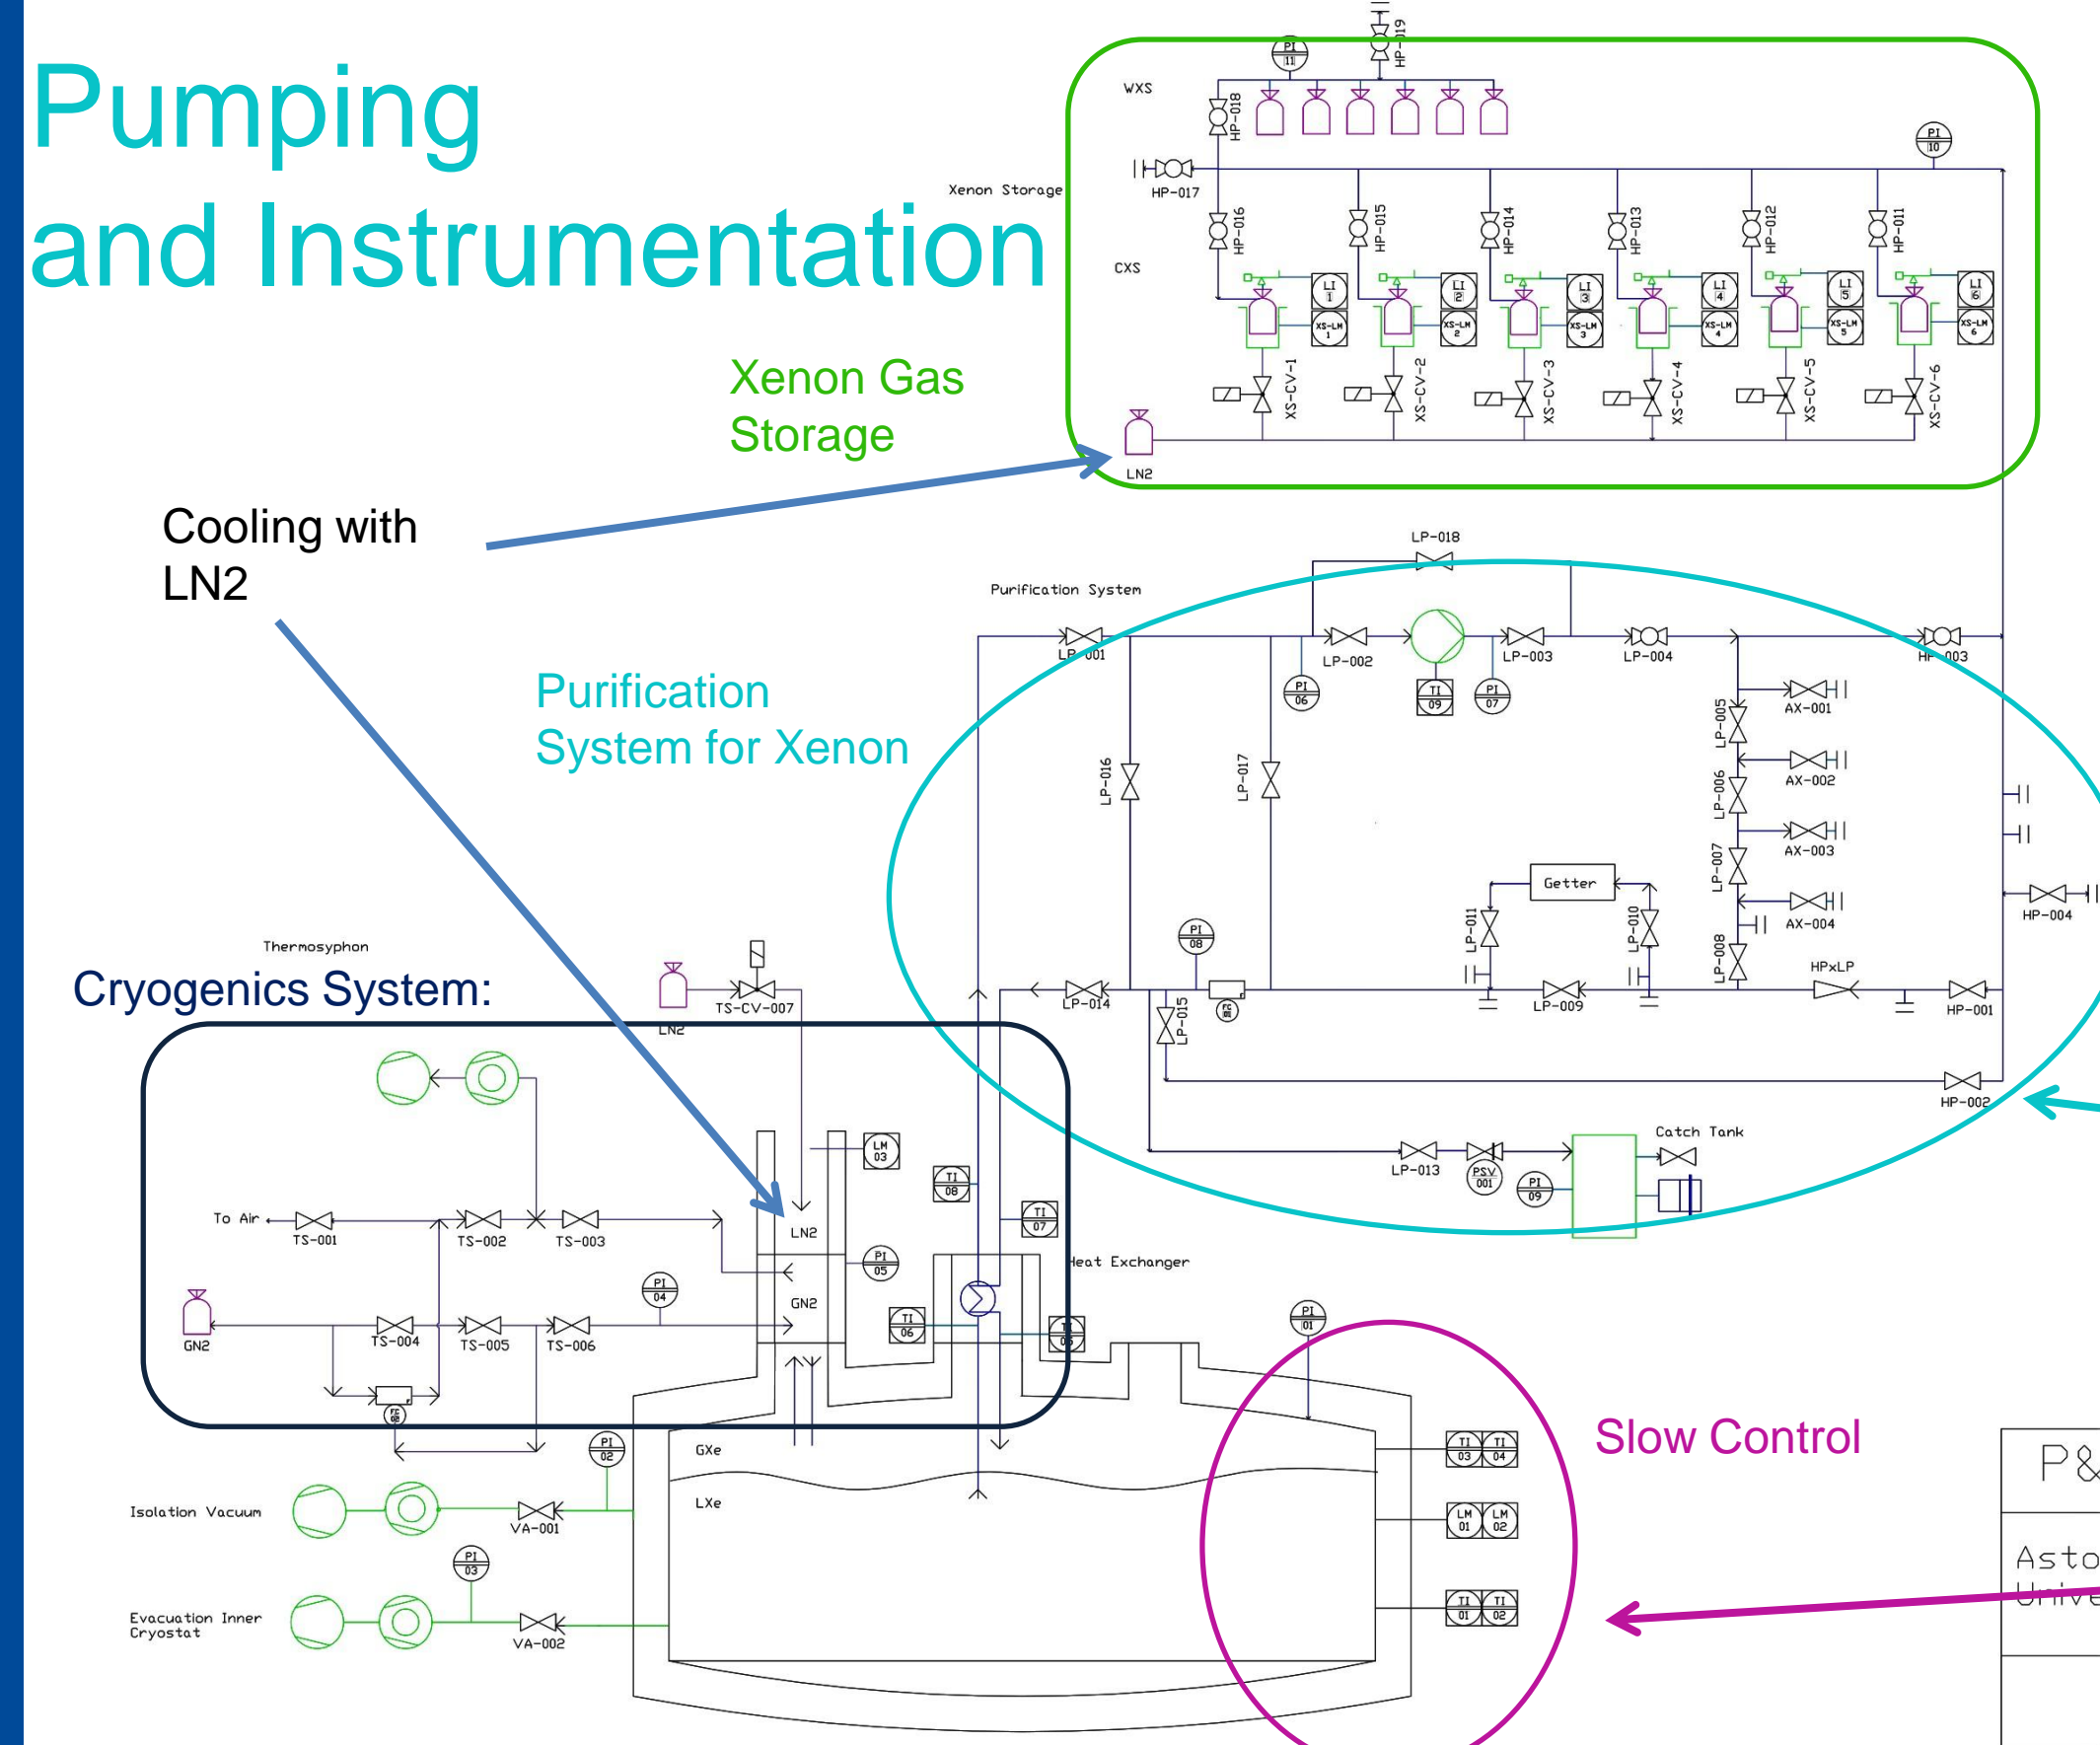 Pumping
and Instrumentation
PI
11
HP-019
WXS
HP-018
PI
10
HP-017
Xenon Storage
HP-016
HP-015
HP-014
HP-013
HP-012
HP-011
CXS
LI
1
LI
2
LI
3
LI
4
LI
5
LI
6
XS-LM
1
XS-LM
2
XS-LM
3
XS-LM
4
XS-LM
5
XS-LM
6
XS-CV-1
XS-CV-2
XS-CV-3
XS-CV-4
XS-CV-5
XS-CV-6
LN2
Xenon Gas
Storage
Cooling with
LN2
LP-018
Purification System
LP-001
LP-002
LP-003
LP-004
HP-003
PI
06
TI
09
PI
07
Purification
System for Xenon
LP-005
AX-001
LP-016
LP-017
LP-006
AX-002
LP-007
AX-003
Getter
LP-011
LP-010
AX-004
HP-004
PI
08
LP-008
HPxLP
LP-014
LP-015
LP-009
HP-001
HP-002
Thermosyphon
Cryogenics System:
LN2
TS-CV-007
LM
03
TI
08
TI
07
Catch Tank
LP-013
PSV
001
PI
09
To Air
TS-001
TS-002
TS-003
LN2
PI
05
Heat Exchanger
PI
04
GN2
TI
06
TI
05
PI
01
GN2
TS-004
TS-005
TS-006
Slow Control
GXe
LXe
PI
02
TI
03
TI
04
LM
01
LM
02
TI
01
TI
02
Isolation Vacuum
VA-001
PI
03
Evacuation Inner
Cryostat
VA-002
P&
Asto
Unive